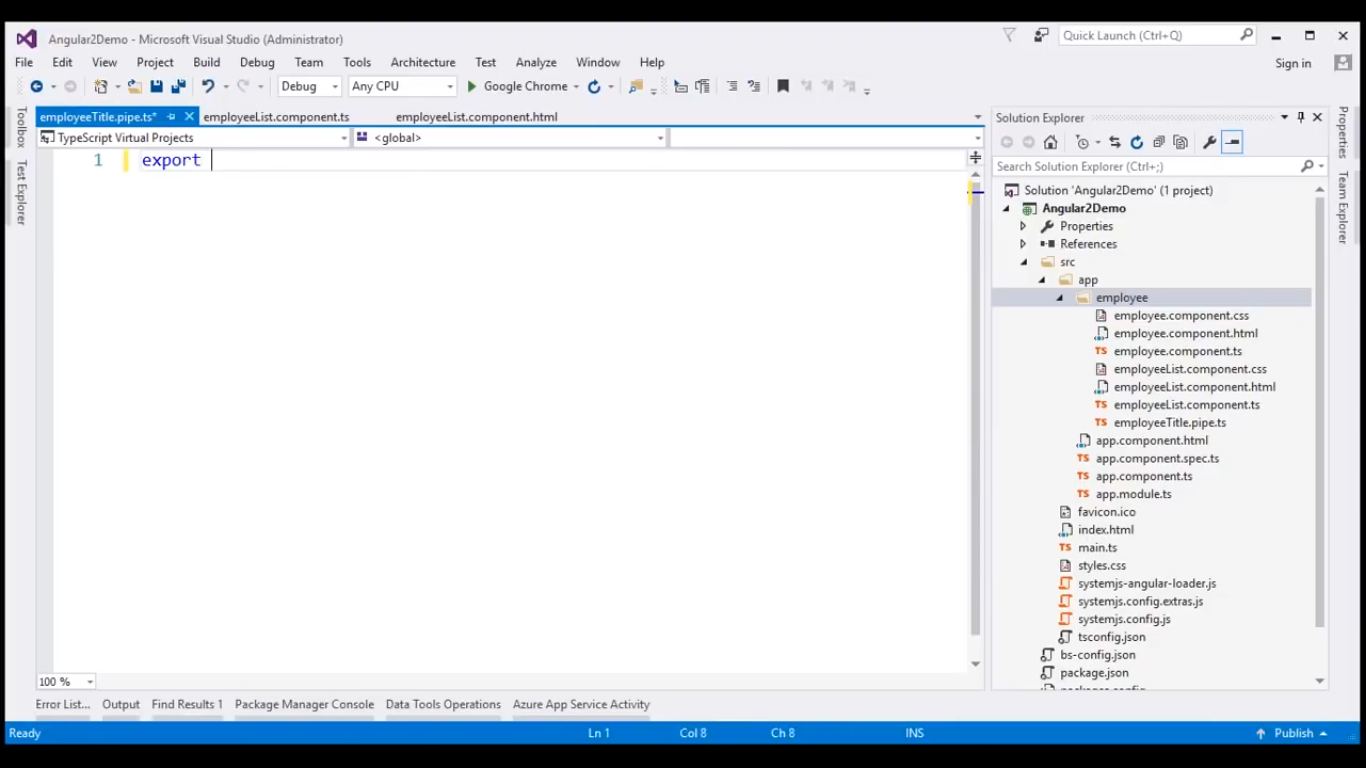 Angular2Demo - Microsoft Visual Studio (Administrator)
Quick Launch (Ctrl+Q)
File Edit View Project Build Debug Team Tools Architecture Test Analyze Window Help
Sign in
Debug Any CPU Google Chrome
employeeTitle.pipe.ts* employeeList.component.ts employeeList.component.html
TypeScript Virtual Projects <global>
1 export
100 %
Toolbox
Test Explorer
Solution Explorer
Search Solution Explorer (Ctrl+;)
Solution 'Angular2Demo' (1 project)
Angular2Demo
Properties
References
src
app
employee
employee.component.css
employee.component.html
employee.component.ts
employeeList.component.css
employeeList.component.html
employeeList.component.ts
employeeTitle.pipe.ts
app.component.html
app.component.spec.ts
app.component.ts
app.module.ts
favicon.ico
index.html
main.ts
styles.css
systemjs-angular-loader.js
systemjs.config.extras.js
systemjs.config.js
tsconfig.json
bs-config.json
package.json
Properties
Team Explorer
Error List... Output Find Results 1 Package Manager Console Data Tools Operations Azure App Service Activity
Ready Ln 1 Col 8 Ch 8 INS Publish